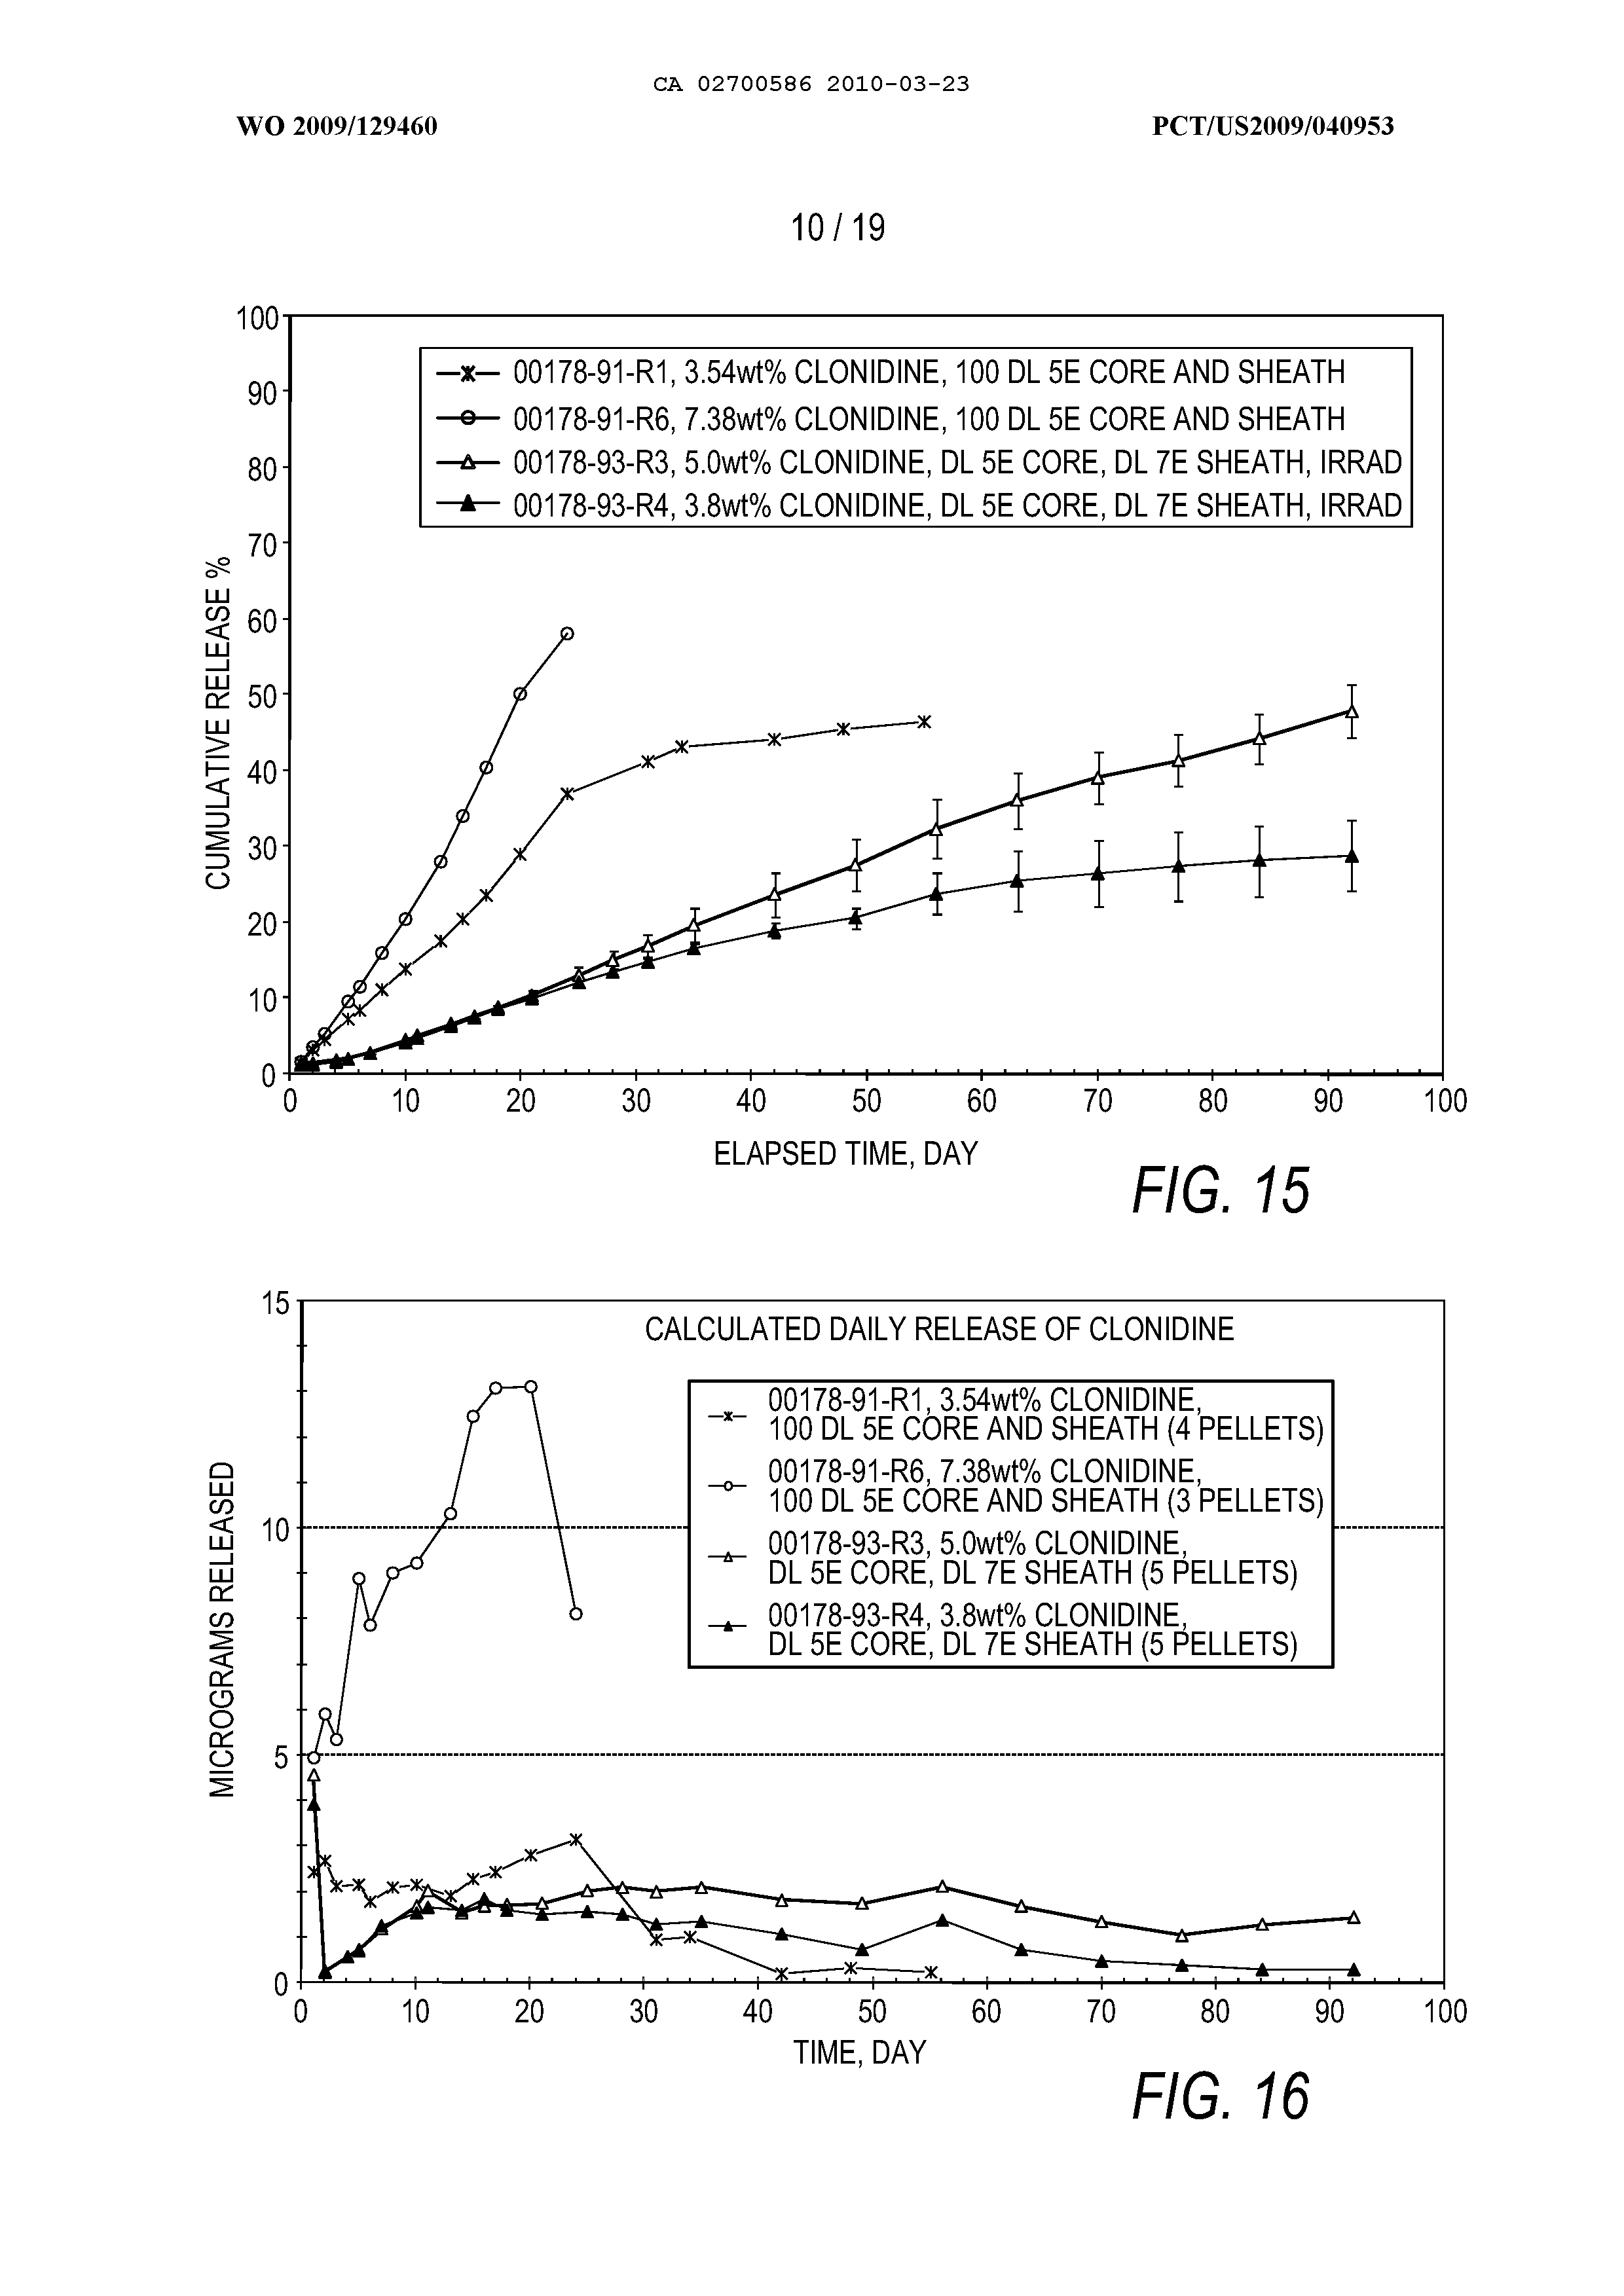 CA 02700586 2010-03-23
WO 2009/129460 PCT/US2009/040953
10 / 19
100
90
80
70
60
50
40
30
20
10
0
CUMULATIVE RELEASE %
00178-91-R1, 3.54wt% CLONIDINE, 100 DL 5E CORE AND SHEATH
00178-91-R6, 7.38wt% CLONIDINE, 100 DL 5E CORE AND SHEATH
00178-93-R3, 5.0wt% CLONIDINE, DL 5E CORE, DL 7E SHEATH, IRRAD
00178-93-R4, 3.8wt% CLONIDINE, DL 5E CORE, DL 7E SHEATH, IRRAD
0 10 20 30 40 50 60 70 80 90 100
ELAPSED TIME, DAY
FIG. 15
15
10
5
0
MICROGRAMS RELEASED
CALCULATED DAILY RELEASE OF CLONIDINE
00178-91-R1, 3.54wt% CLONIDINE,
100 DL 5E CORE AND SHEATH (4 PELLETS)
00178-91-R6, 7.38wt% CLONIDINE,
100 DL 5E CORE AND SHEATH (3 PELLETS)
00178-93-R3, 5.0wt% CLONIDINE,
DL 5E CORE, DL 7E SHEATH (5 PELLETS)
00178-93-R4, 3.8wt% CLONIDINE,
DL 5E CORE, DL 7E SHEATH (5 PELLETS)
0 10 20 30 40 50 60 70 80 90 100
TIME, DAY
FIG. 16